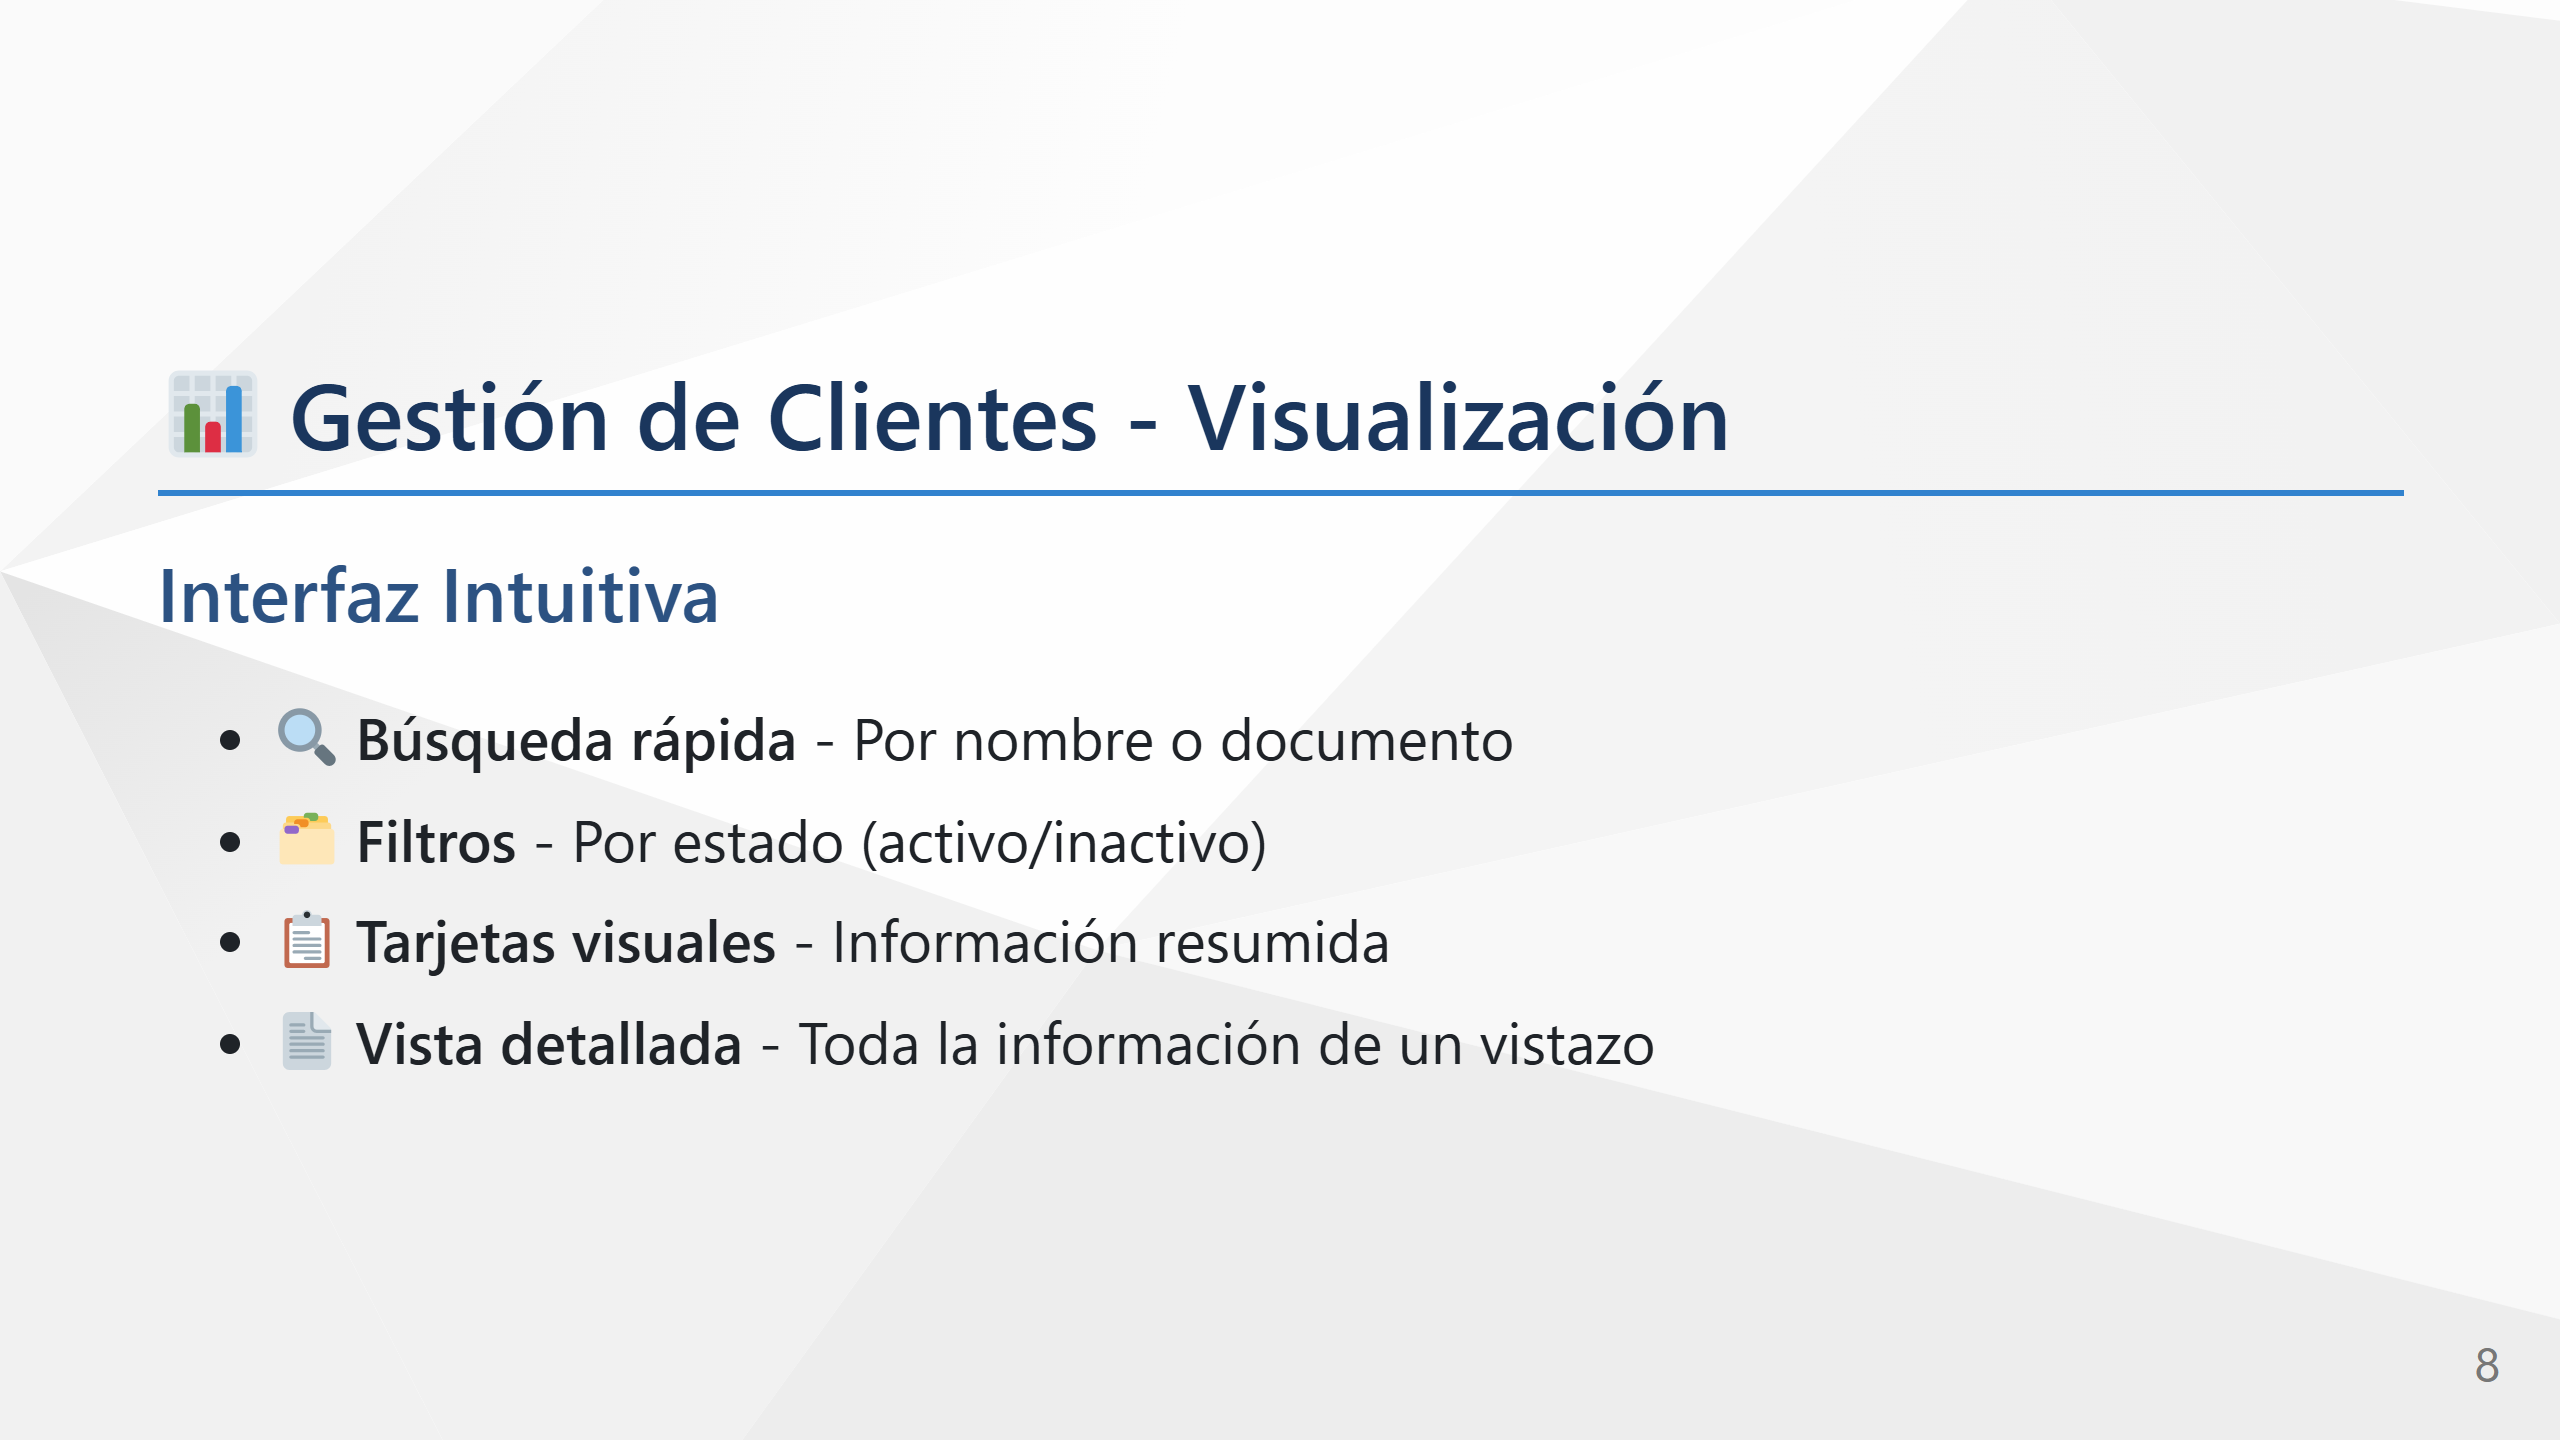 Gestión de Clientes - Visualización
Interfaz Intuitiva
• Búsqueda rápida - Por nombre o documento
• Filtros - Por estado (activo/inactivo)
• Tarjetas visuales - Información resumida
• Vista detallada - Toda la información de un vistazo
8